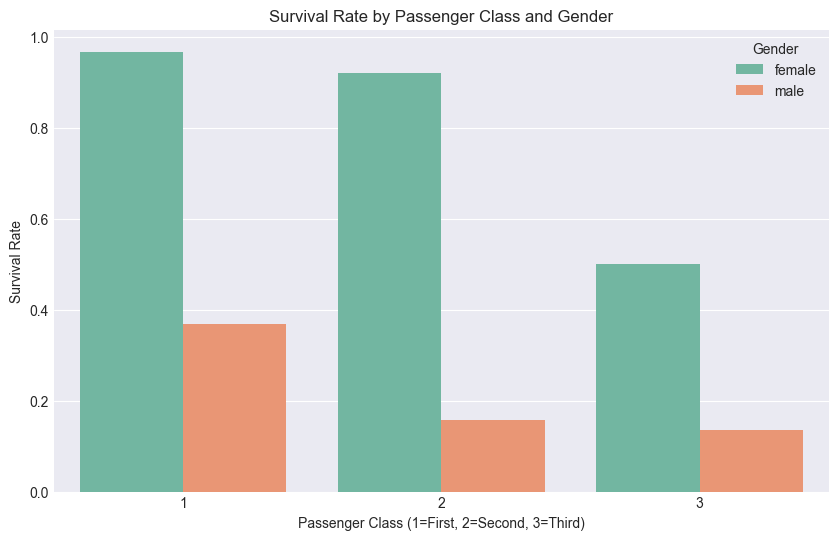 Survival Rate by Passenger Class and Gender
Gender
female
male
1.0
0.8
0.6
0.4
0.2
0.0
Survival Rate
1
2
3
Passenger Class (1=First, 2=Second, 3=Third)